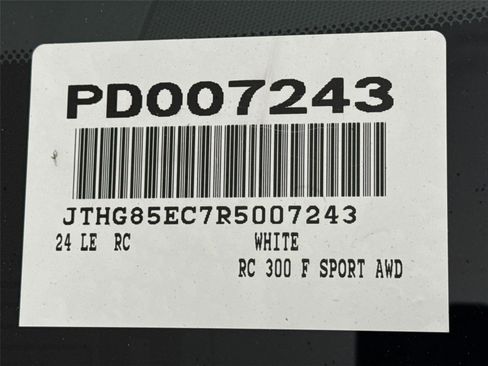 PD007243
JTHG85EC7R5007243
24 LE RC WHITE
RC 300 F SPORT AWD